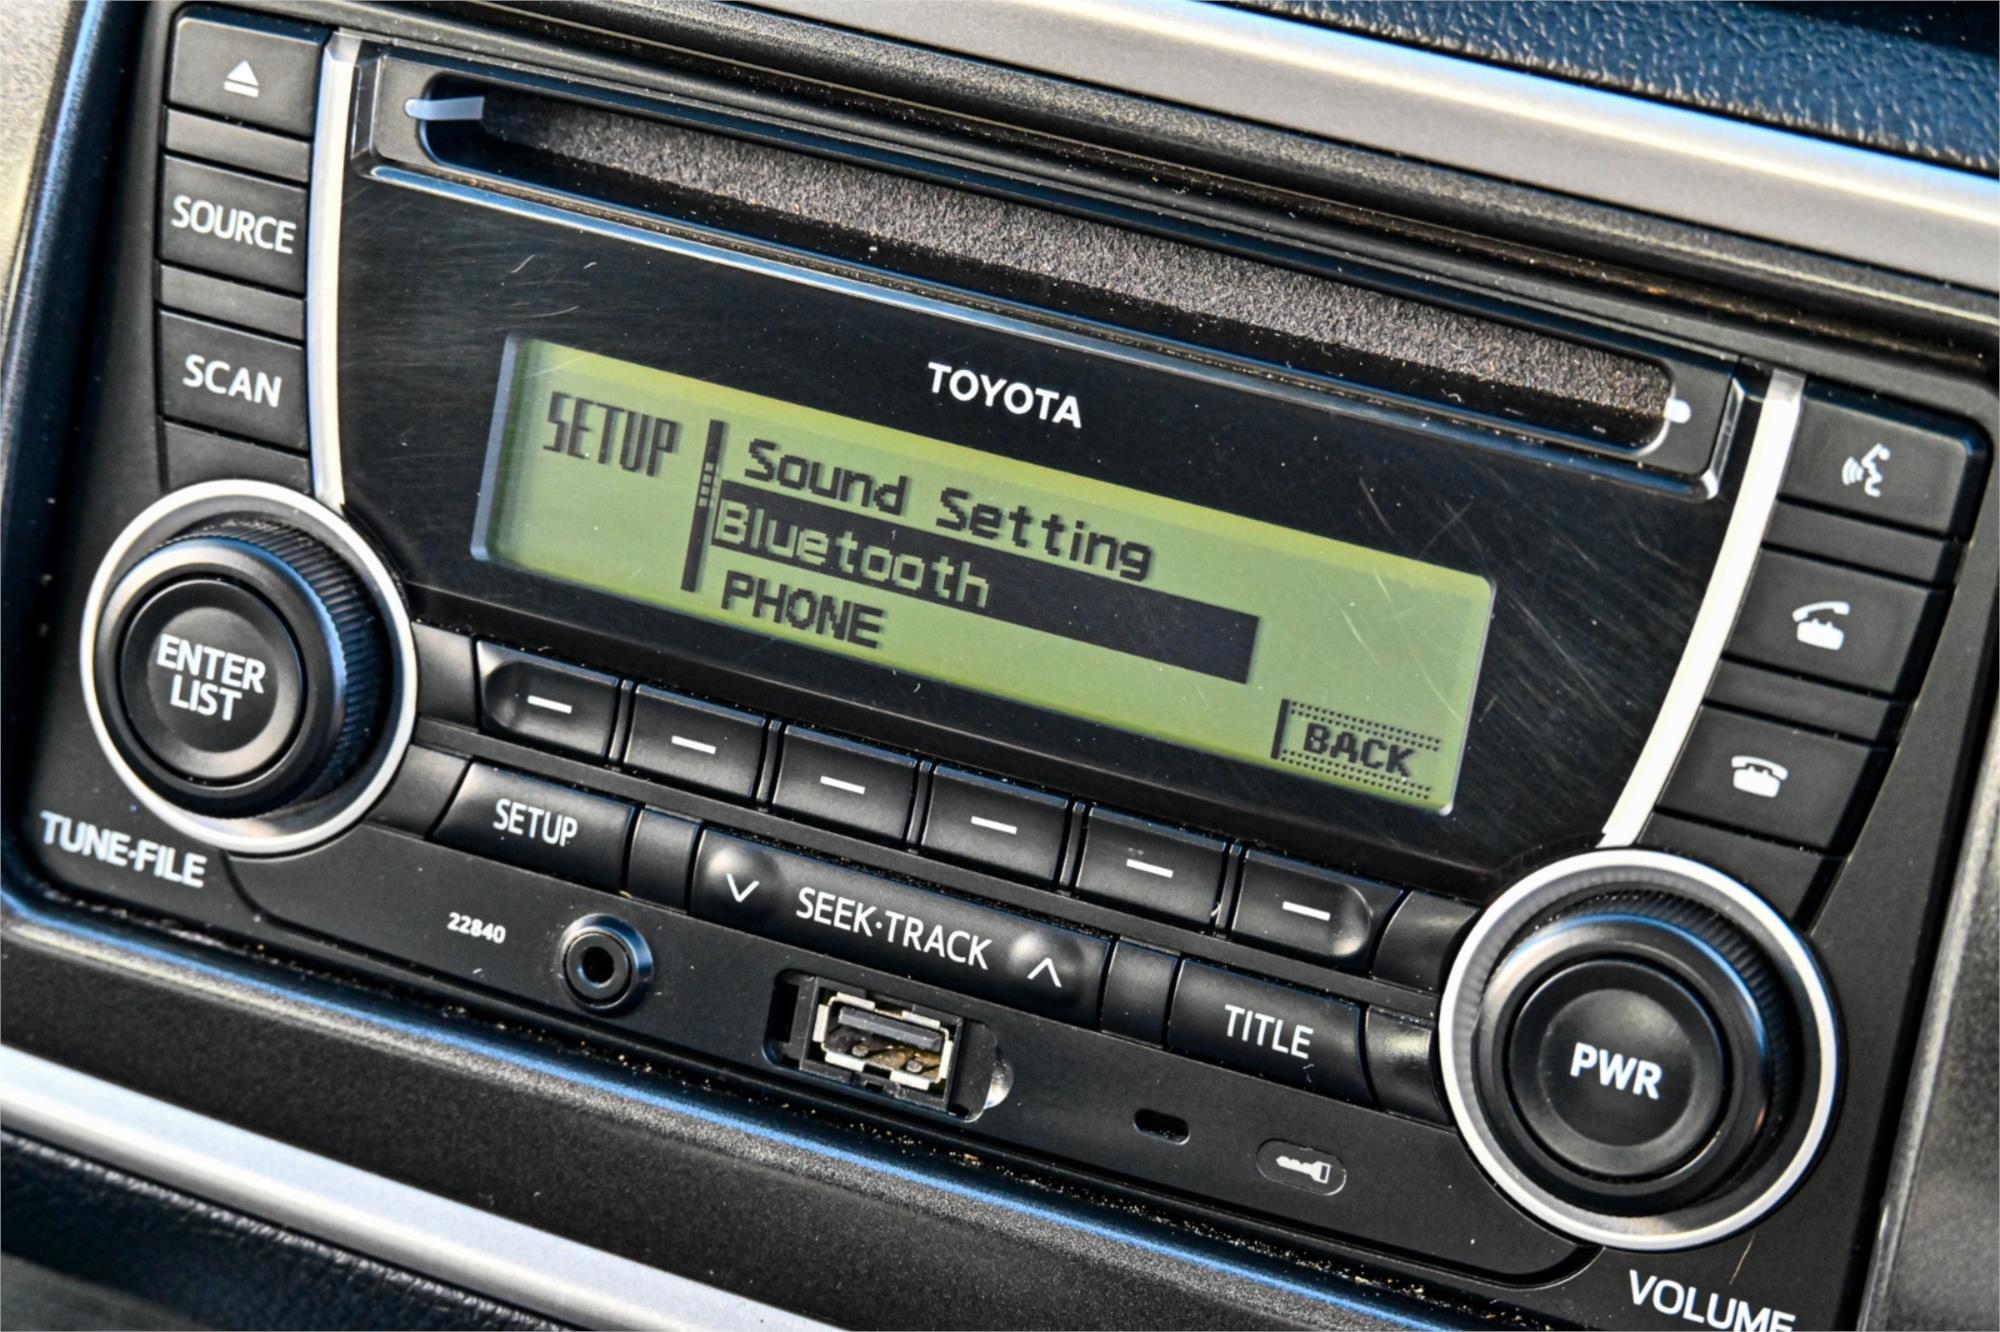 SOURCE
SCAN
TOYOTA
SETUP
Sound Setting
Bluetooth
PHONE
BACK
ENTER
LIST
TUNE·FILE
SETUP
SEEK·TRACK
TITLE
22840
PWR
VOLUME